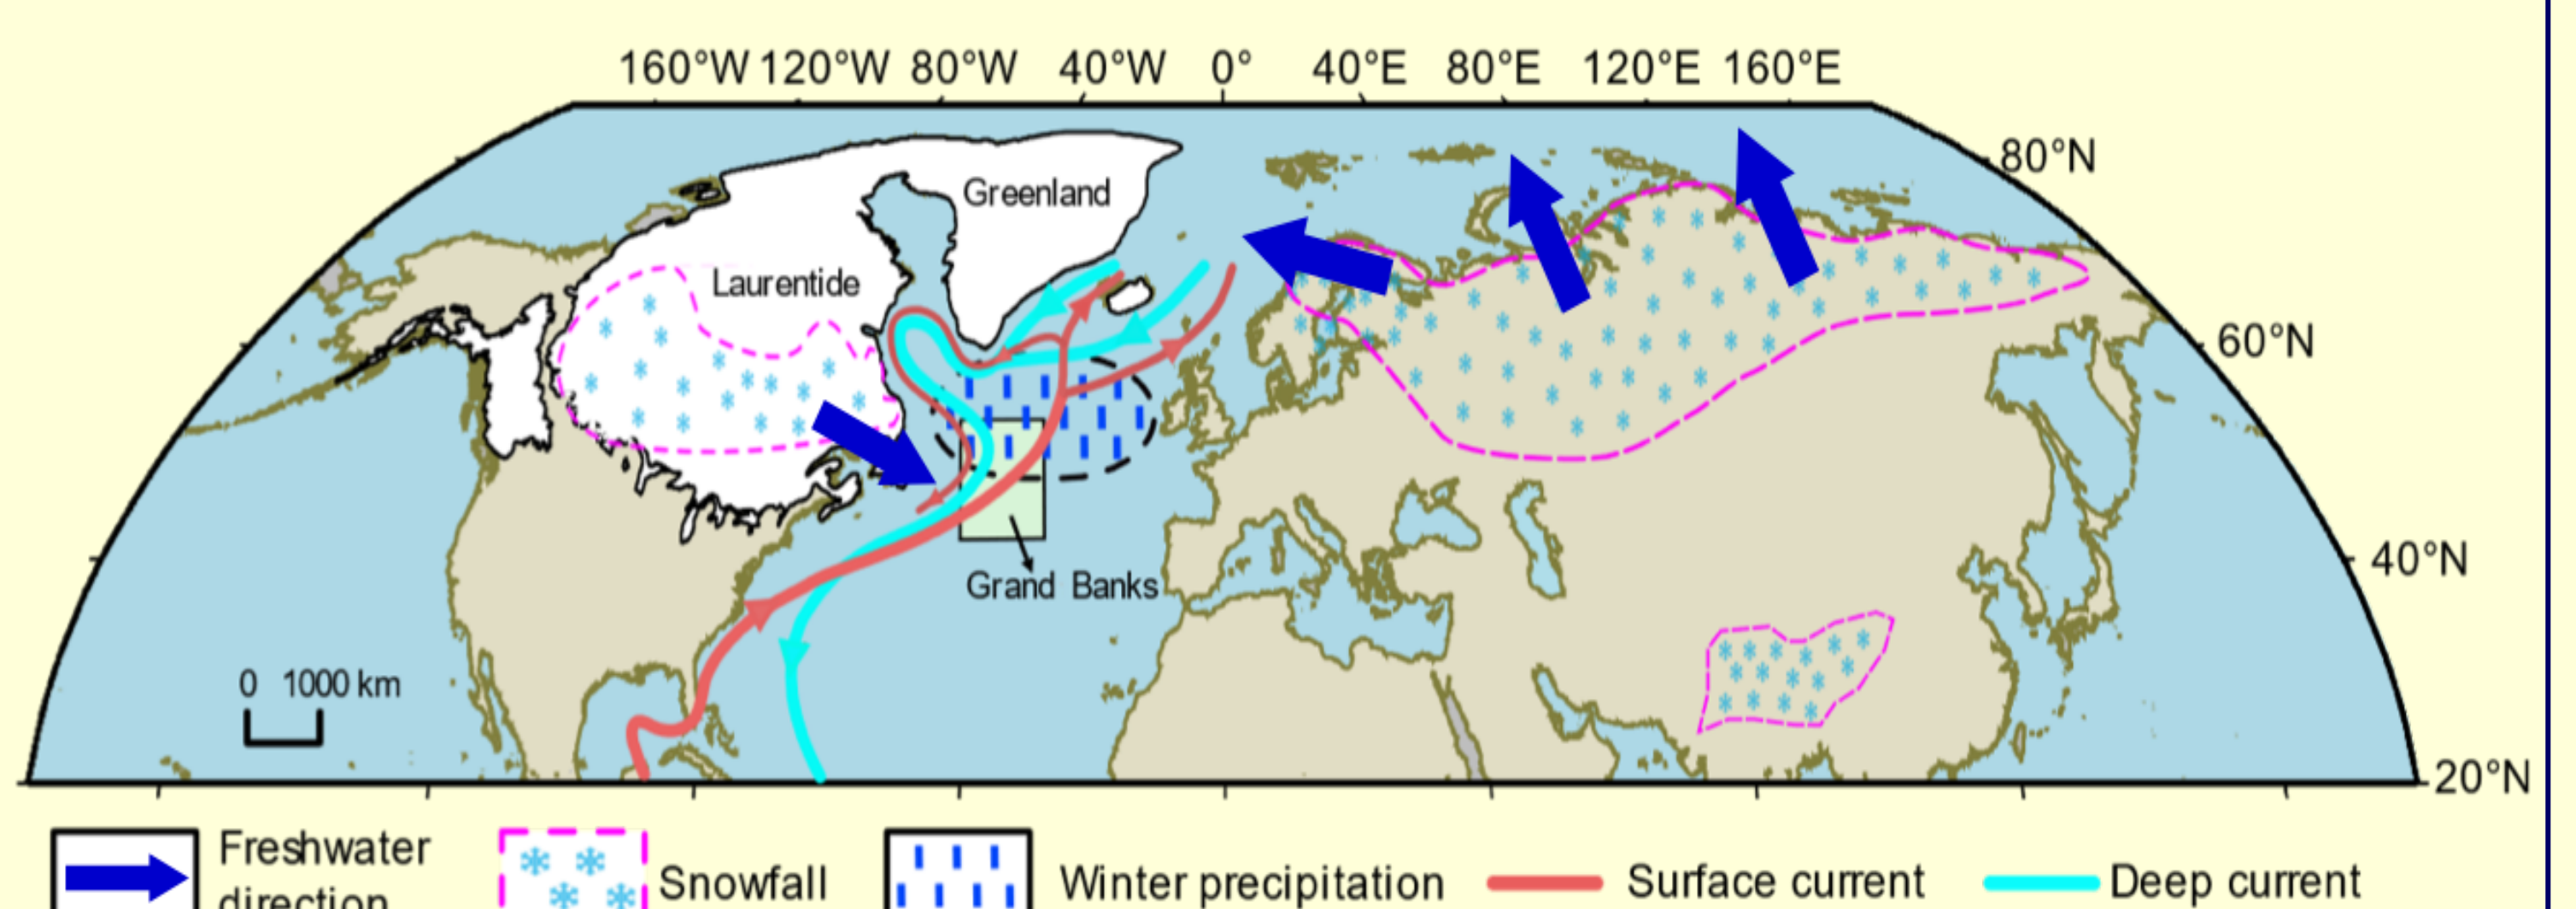 160°W 120°W 80°W 40°W 0° 40°E 80°E 120°E 160°E
80°N
Greenland
Laurentide
60°N
40°N
Grand Banks
0 1000 km
20°N
Freshwater
direction
Snowfall
Winter precipitation
Surface current
Deep current